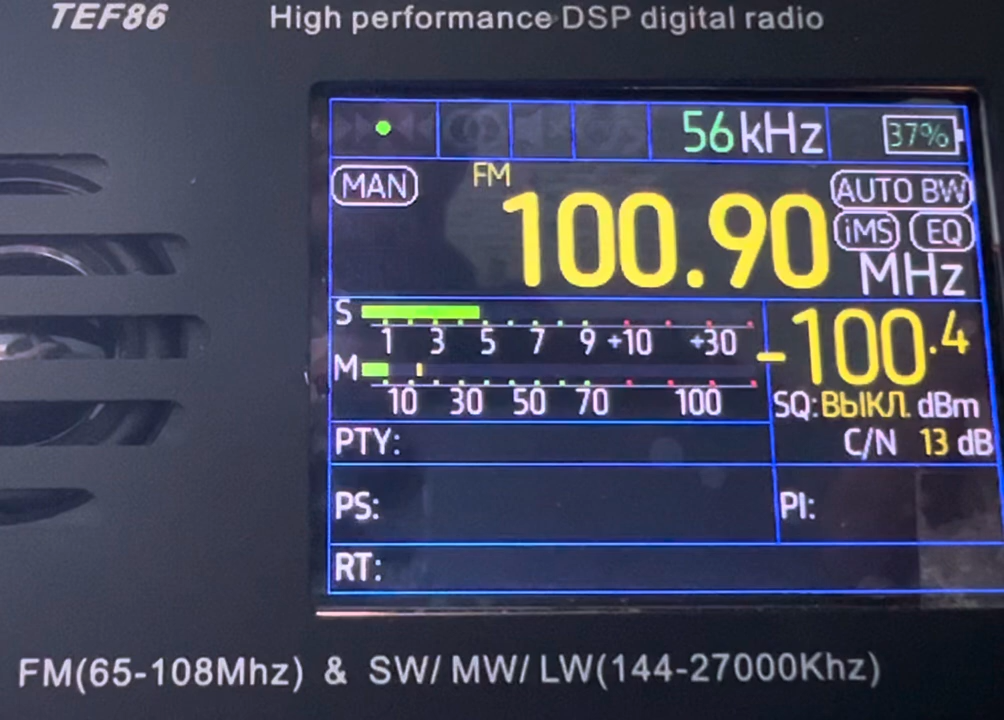 TEF86 High performance DSP digital radio
56kHz 37%
MAN FM 100.90 MHz AUTO BW
iMS EQ
S 1 3 5 7 9 +10 +30
M 10 30 50 70 100
-100.4
SQ:ВЫКЛ. dBm
C/N 13 dB
PTY:
PS: PI:
RT:
FM(65-108Mhz) & SW/ MW/ LW(144-27000Khz)